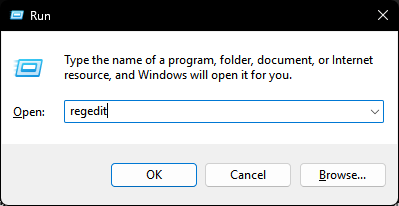 Run
Type the name of a program, folder, document, or Internet
resource, and Windows will open it for you.
Open: regedit
OK Cancel Browse...